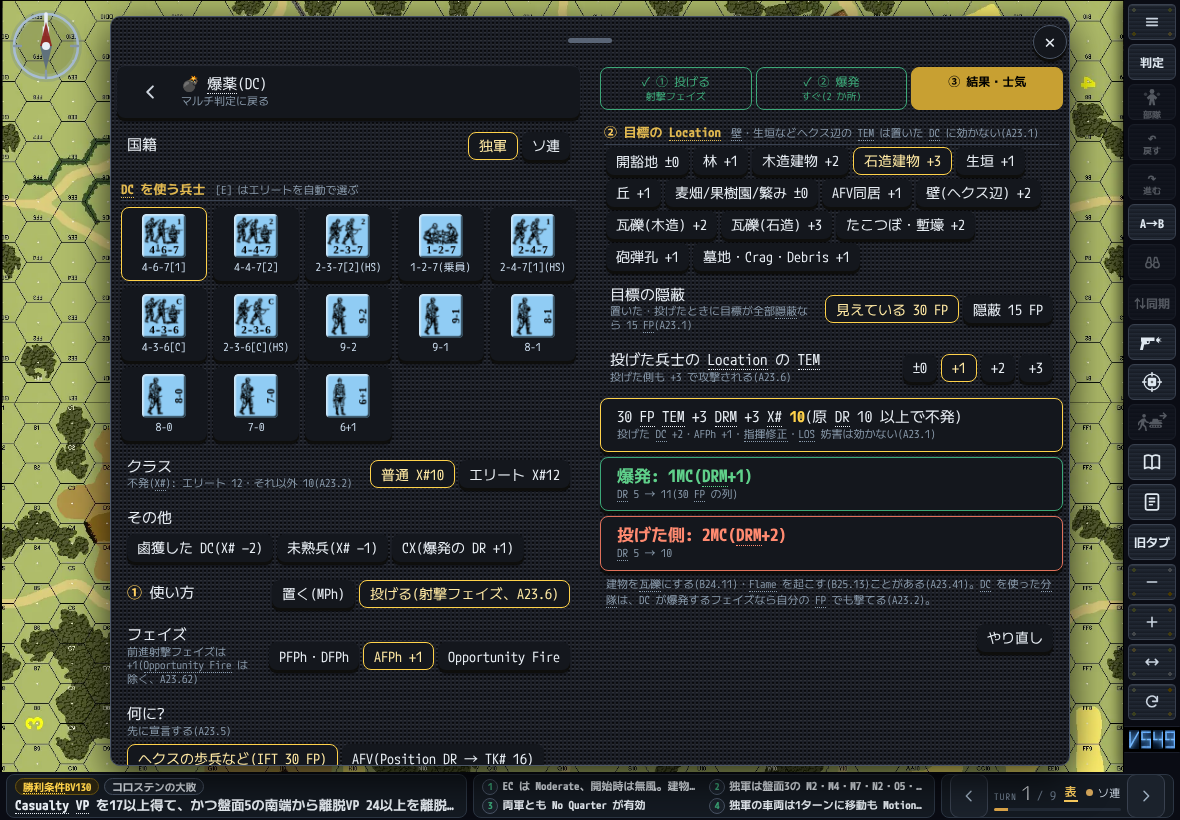 爆薬(DC)
マルチ判定に戻る
✓ ① 投げる
射撃フェイズ
✓ ② 爆発
すぐ(2 か所)
③ 結果・士気
国籍
独軍
ソ連
DC を使う兵士 [E] はエリートを自動で選ぶ
4-6-7[1]
4-4-7[2]
2-3-7[2](HS)
1-2-7(乗員)
2-4-7[1](HS)
4-3-6[C]
2-3-6[C](HS)
9-2
9-1
8-1
8-0
7-0
6+1
クラス
不発(X#): エリート 12・それ以外 10(A23.2)
普通 X#10
エリート X#12
その他
鹵獲した DC(X# −2)
未熟兵(X# −1)
CX(爆発の DR +1)
① 使い方
置く(MPh)
投げる(射撃フェイズ、A23.6)
フェイズ
前進射撃フェイズは
+1(Opportunity Fire は
除く、A23.62)
PFPh・DFPh
AFPh +1
Opportunity Fire
何に?
先に宣言する(A23.5)
ヘクスの歩兵など(IFT 30 FP)
AFV(Position DR → TK# 16)
② 目標の Location 壁・生垣などヘクス辺の TEM は置いた DC に効かない(A23.1)
開豁地 ±0
林 +1
木造建物 +2
石造建物 +3
生垣 +1
丘 +1
麦畑/果樹園/繁み ±0
AFV同居 +1
壁(ヘクス辺) +2
瓦礫(木造) +2
瓦礫(石造) +3
たこつぼ・塹壕 +2
砲弾孔 +1
墓地・Crag・Debris +1
目標の隠蔽
置いた・投げたときに目標が全部隠蔽な
ら 15 FP(A23.1)
見えている 30 FP
隠蔽 15 FP
投げた兵士の Location の TEM
投げた側も +3 で攻撃される(A23.6)
±0
+1
+2
+3
30 FP TEM +3 DRM +3 X# 10(原 DR 10 以上で不発)
投げた DC +2・AFPh +1・指揮修正・LOS 妨害は効かない(A23.1)
爆発: 1MC(DRM+1)
DR 5 → 11(30 FP の列)
投げた側: 2MC(DRM+2)
DR 5 → 10
建物を瓦礫にする(B24.11)・Flame を起こす(B25.13)ことがある(A23.41)。DC を使った分
隊は、DC が爆発するフェイズなら自分の FP でも撃てる(A23.2)。
やり直し
判定
部隊
戻す
進む
A→B
⇅同期
旧タブ
VS49
勝利条件BV130
コロステンの大敗
Casualty VP を17以上得て、かつ盤面5の南端から離脱VP 24以上を離脱…
① EC は Moderate、開始時は無風。建物…
② 独軍は盤面3の M2・M4・M7・N2・O5・…
③ 両軍とも No Quarter が有効
④ 独軍の車両は1ターンに移動も Motion…
TURN 1 / 9 表 ソ連